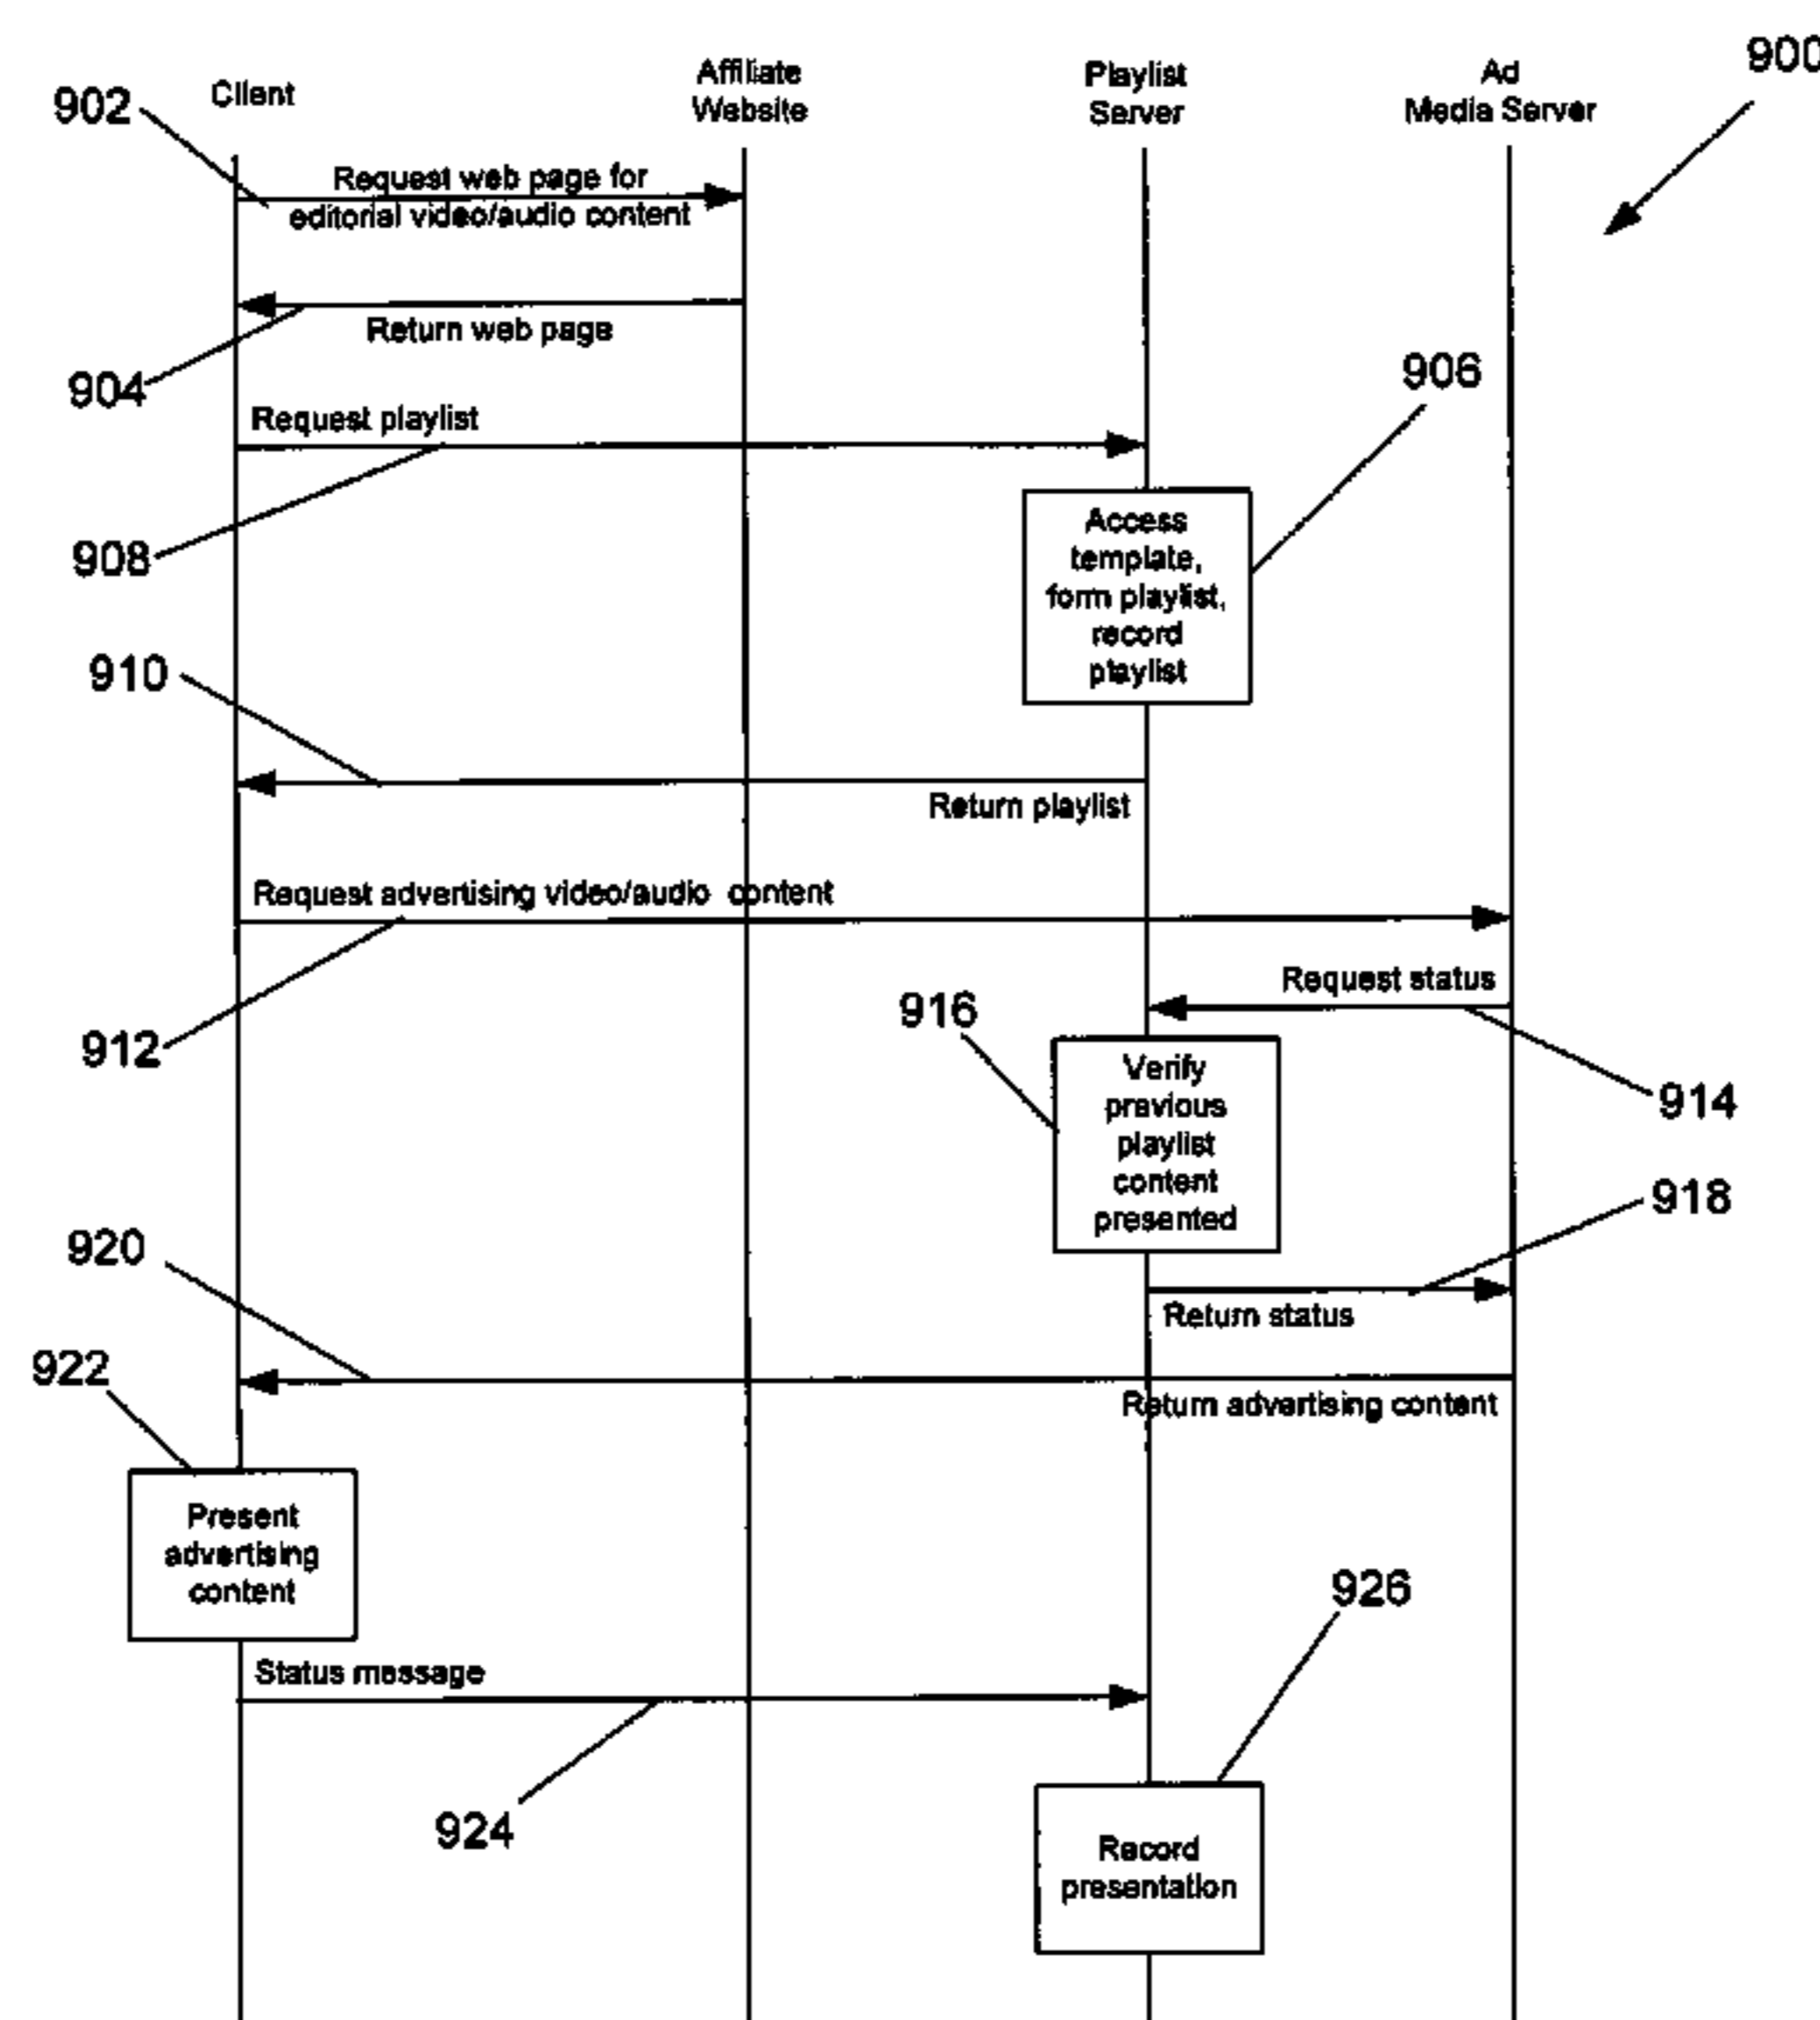 900
902
Client
Affiliate
Website
Playlist
Server
Ad
Media Server
Request web page for
editorial video/audio content
Return web page
904
906
Request playlist
908
Access
template,
form playlist,
record
playlist
910
Return playlist
Request advertising video/audio content
912
Request status
914
916
Verify
previous
playlist
content
presented
918
Return status
920
Return advertising content
922
Present
advertising
content
Status message
924
926
Record
presentation